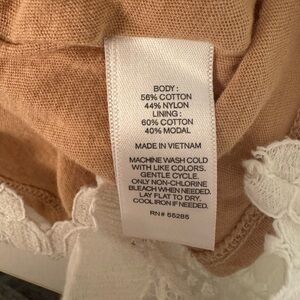 BODY :
56% COTTON
44% NYLON
LINING :
60% COTTON
40% MODAL
MADE IN VIETNAM
MACHINE WASH COLD
WITH LIKE COLORS.
GENTLE CYCLE.
ONLY NON-CHLORINE
BLEACH WHEN NEEDED.
LAY FLAT TO DRY.
COOL IRON IF NEEDED.
RN# 66285